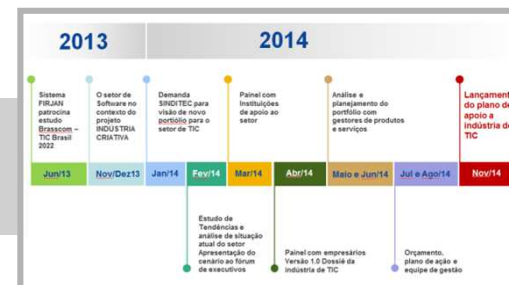 2013
2014
Sistema
FIRJAN
patrocina
estudo
Brasscom –
TIC Brasil
2022
O setor de
Software no
contexto do
projeto
INDÚSTRIA
CRIATIVA
Demanda
SINDITEC para
visão de novo
portfólio para o
setor de TIC
Painel com
Instituições
de apoio ao
setor
Análise e
planejamento do
portfólio com
gestores de produtos
e serviços
Lançament
do plano de
apoio a
indústria de
TIC
Jun/13
Nov/Dez13
Jan/14
Fev/14
Mar/14
Abr/14
Maio e Jun/14
Jul e Ago/14
Nov/14
Estudo de
Tendências e
análise de situação
atual do setor
Apresentação do
cenário ao fórum
de executivos
Painel com empresários
Versão 1.0 Dossiê da
indústria de TIC
Orçamento,
plano de ação e
equipe de gestão